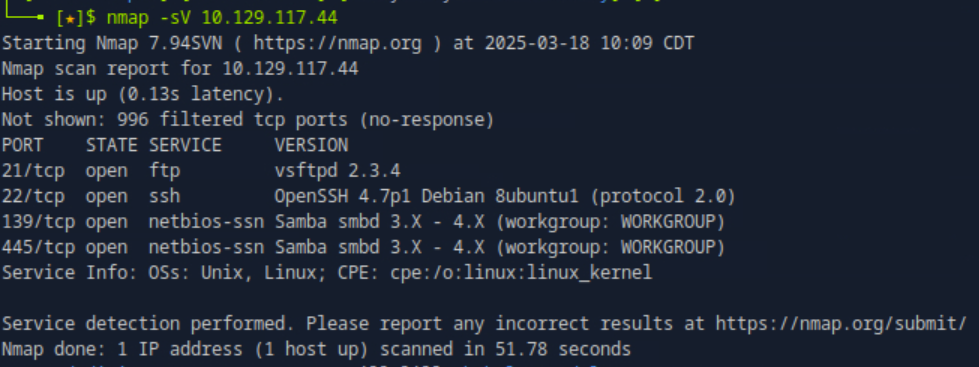 [★]$ nmap -sV 10.129.117.44
Starting Nmap 7.94SVN ( https://nmap.org ) at 2025-03-18 10:09 CDT
Nmap scan report for 10.129.117.44
Host is up (0.13s latency).
Not shown: 996 filtered tcp ports (no-response)
PORT    STATE SERVICE     VERSION
21/tcp  open  ftp         vsftpd 2.3.4
22/tcp  open  ssh         OpenSSH 4.7p1 Debian 8ubuntu1 (protocol 2.0)
139/tcp open  netbios-ssn Samba smbd 3.X - 4.X (workgroup: WORKGROUP)
445/tcp open  netbios-ssn Samba smbd 3.X - 4.X (workgroup: WORKGROUP)
Service Info: OSs: Unix, Linux; CPE: cpe:/o:linux:linux_kernel

Service detection performed. Please report any incorrect results at https://nmap.org/submit/
Nmap done: 1 IP address (1 host up) scanned in 51.78 seconds